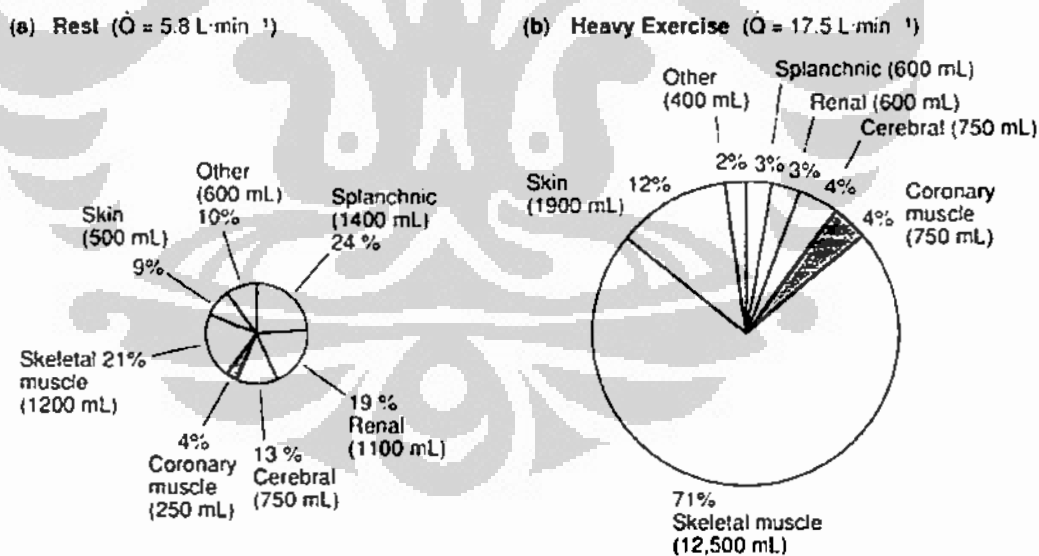 (a) Rest (Q̇ = 5.8 L·min ⁻¹)
Other
(600 mL)
10%
Splanchnic
(1400 mL)
24 %
Skin
(500 mL)
9%
Skeletal 21%
muscle
(1200 mL)
4%
Coronary
muscle
(250 mL)
13 %
Cerebral
(750 mL)
19 %
Renal
(1100 mL)
(b) Heavy Exercise (Q̇ = 17.5 L·min ⁻¹)
Other
(400 mL)
2%
Splanchnic (600 mL)
3%
Renal (600 mL)
3%
Cerebral (750 mL)
4%
Coronary
4% muscle
(750 mL)
Skin 12%
(1900 mL)
71%
Skeletal muscle
(12,500 mL)